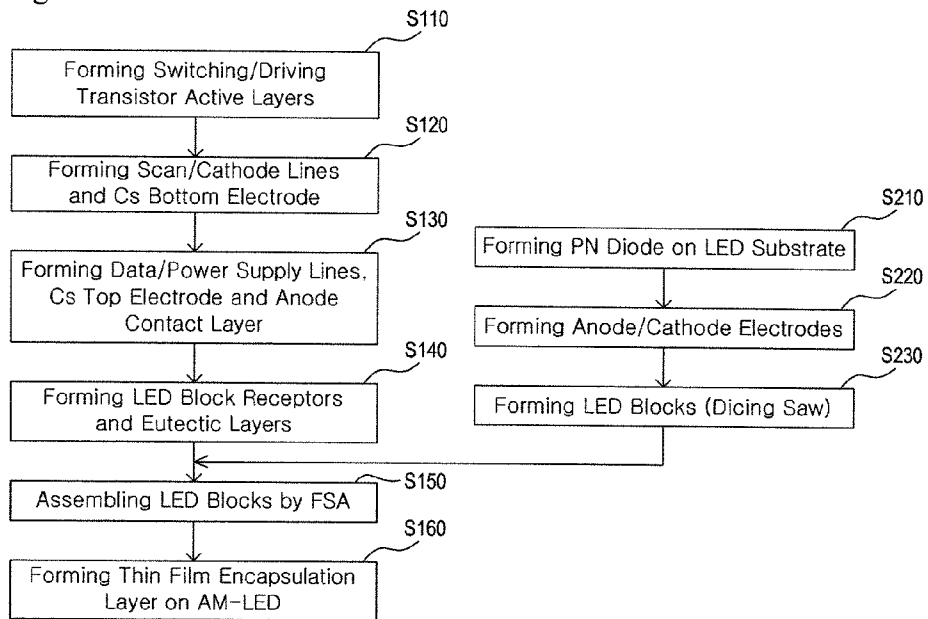 S110
Forming Switching/Driving
Transistor Active Layers
S120
Forming Scan/Cathode Lines
and Cs Bottom Electrode
S130
Forming Data/Power Supply Lines,
Cs Top Electrode and Anode
Contact Layer
S140
Forming LED Block Receptors
and Eutectic Layers
S210
Forming PN Diode on LED Substrate
S220
Forming Anode/Cathode Electrodes
S230
Forming LED Blocks (Dicing Saw)
S150
Assembling LED Blocks by FSA
S160
Forming Thin Film Encapsulation
Layer on AM-LED